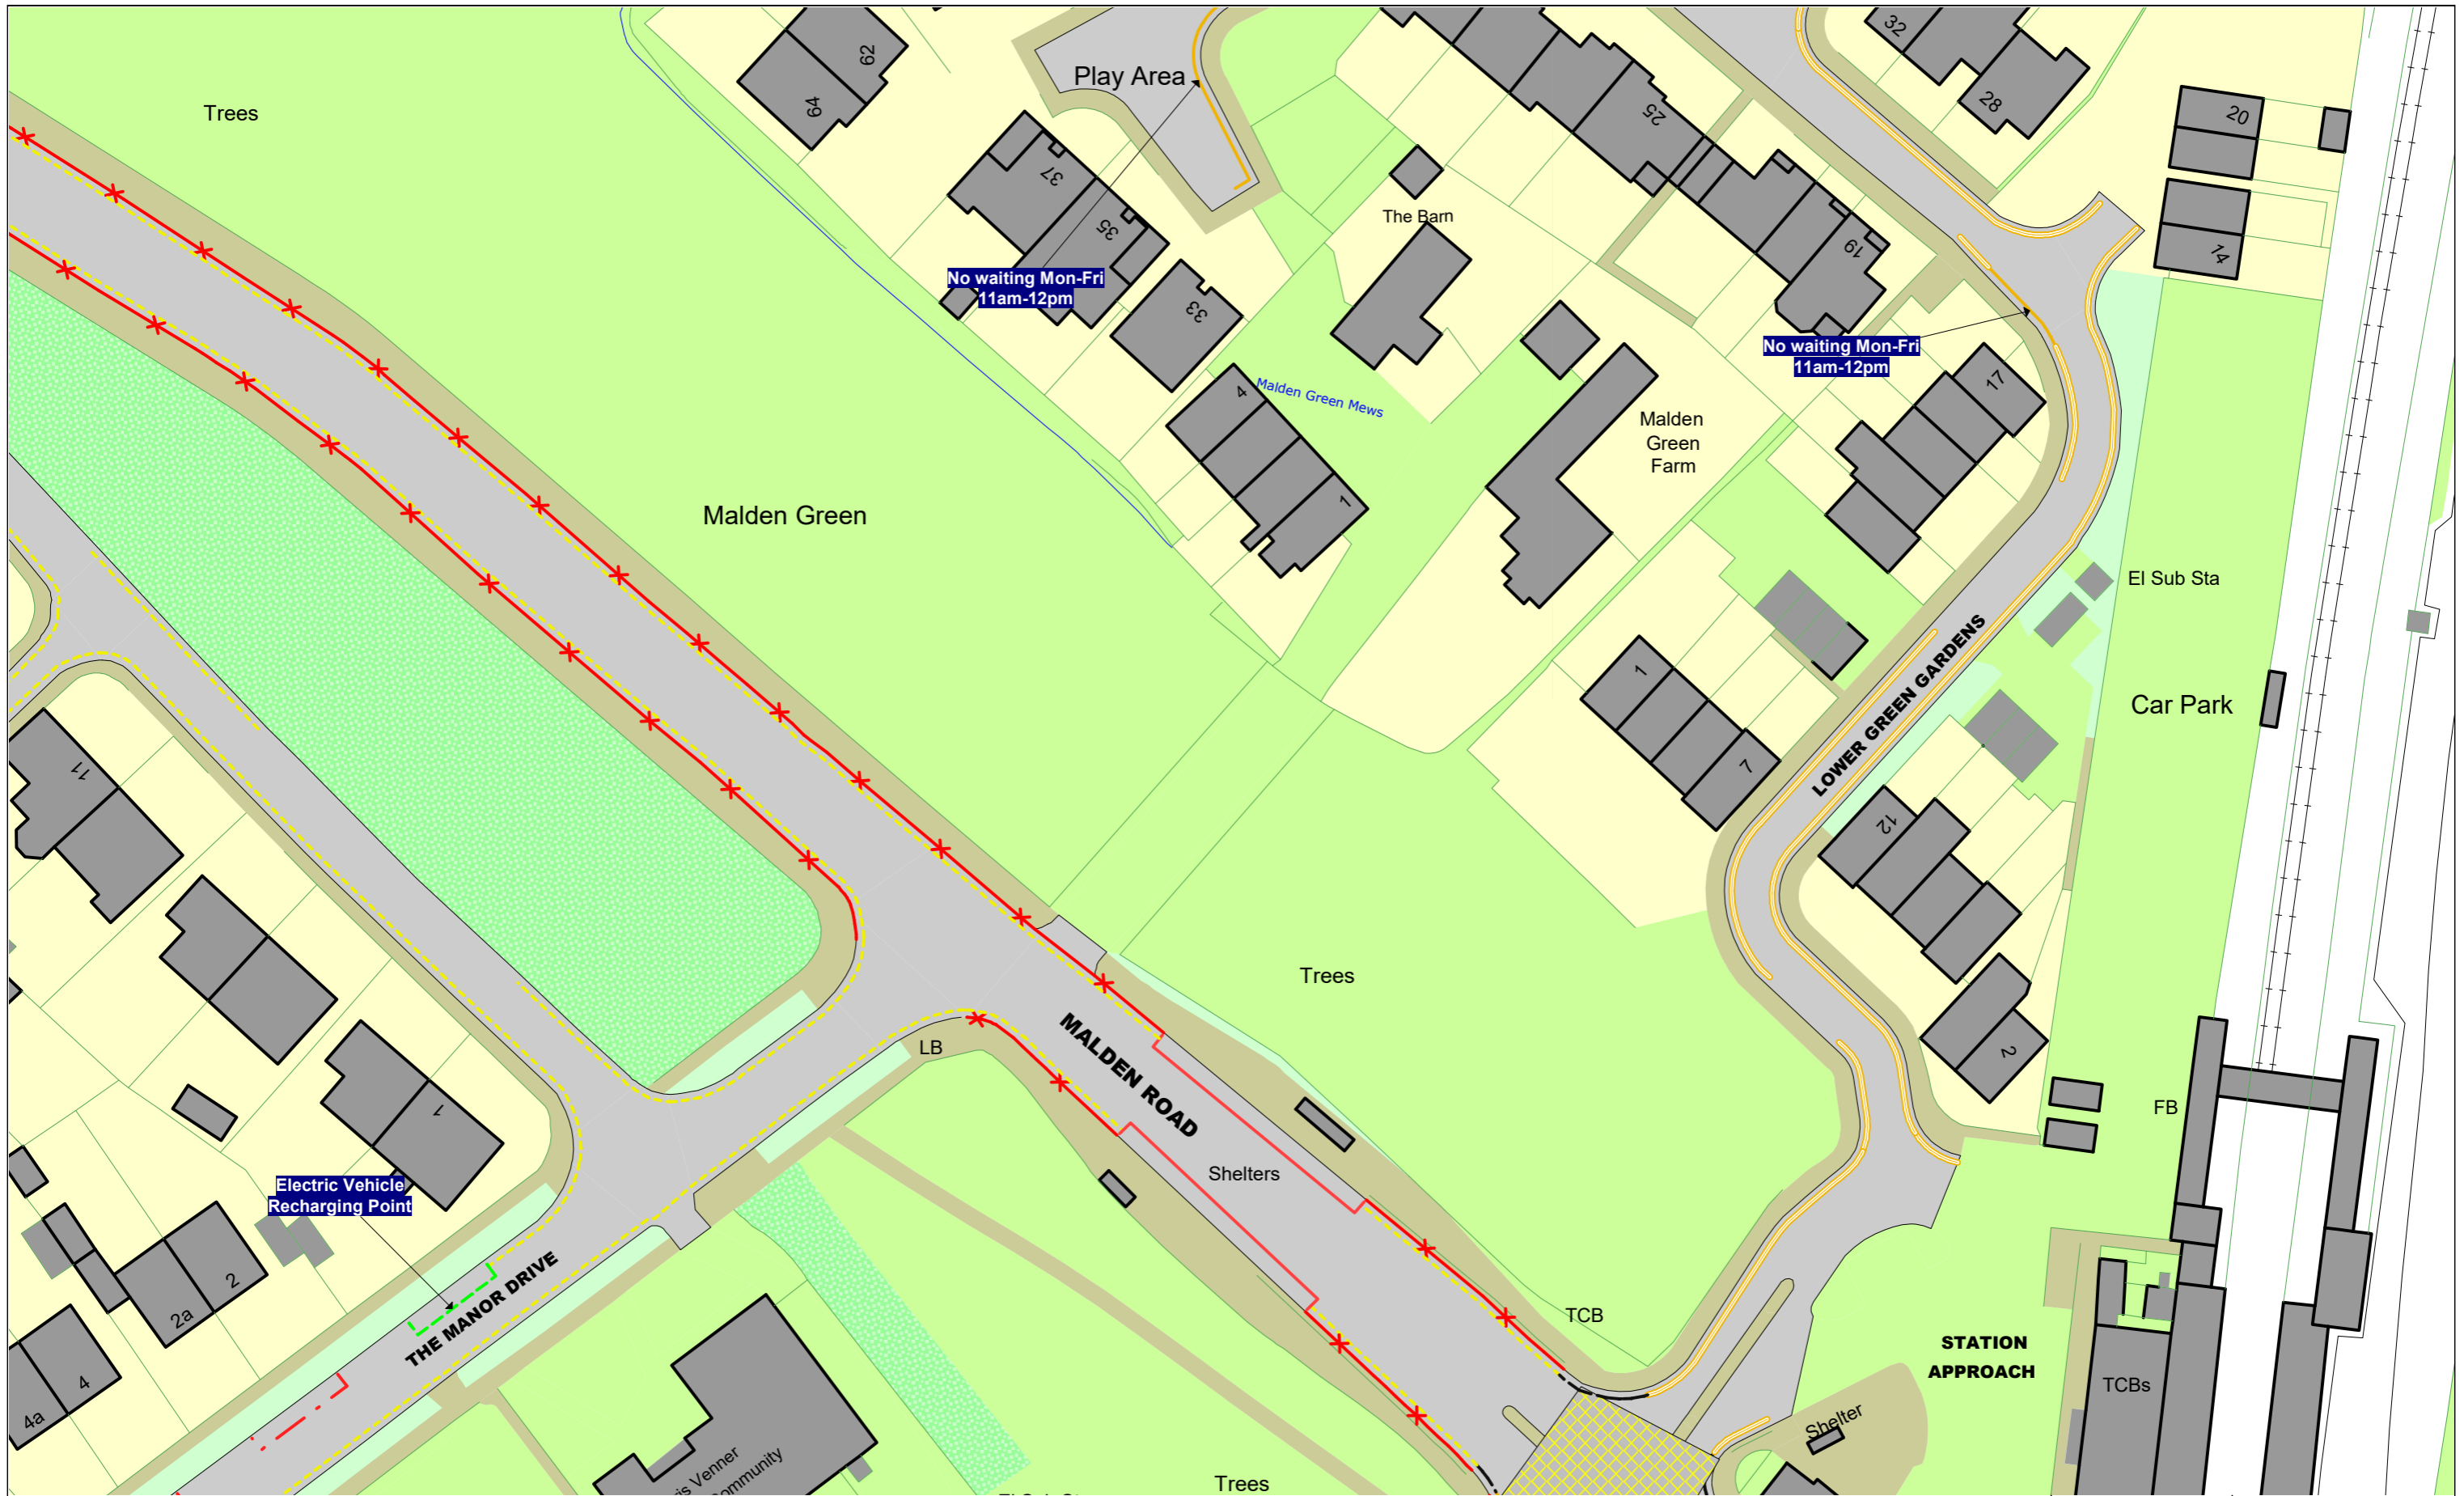 32
62
Play Area
64
Trees
25
28
20
37
35
The Barn
19
14
No waiting Mon-Fri
11am-12pm
33
No waiting Mon-Fri
11am-12pm
4
Malden Green Mews
17
Malden
Green
Farm
1
Malden Green
El Sub Sta
1
LOWER GREEN GARDENS
Car Park
7
11
12
Trees
MALDEN ROAD
LB
2
FB
1
Shelters
Electric Vehicle
Recharging Point
2
2a
THE MANOR DRIVE
TCB
STATION
APPROACH
4
4a
TCBs
Shelter
Venner
Trees